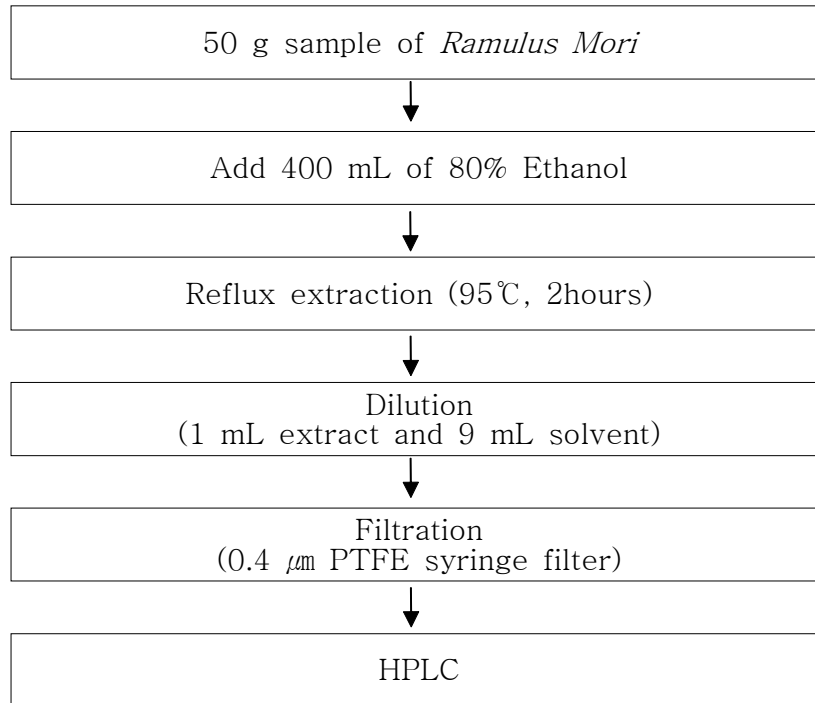 50 g sample of Ramulus Mori
Add 400 mL of 80% Ethanol
Reflux extraction (95℃, 2hours)
Dilution
(1 mL extract and 9 mL solvent)
Filtration
(0.4 ㎛ PTFE syringe filter)
HPLC